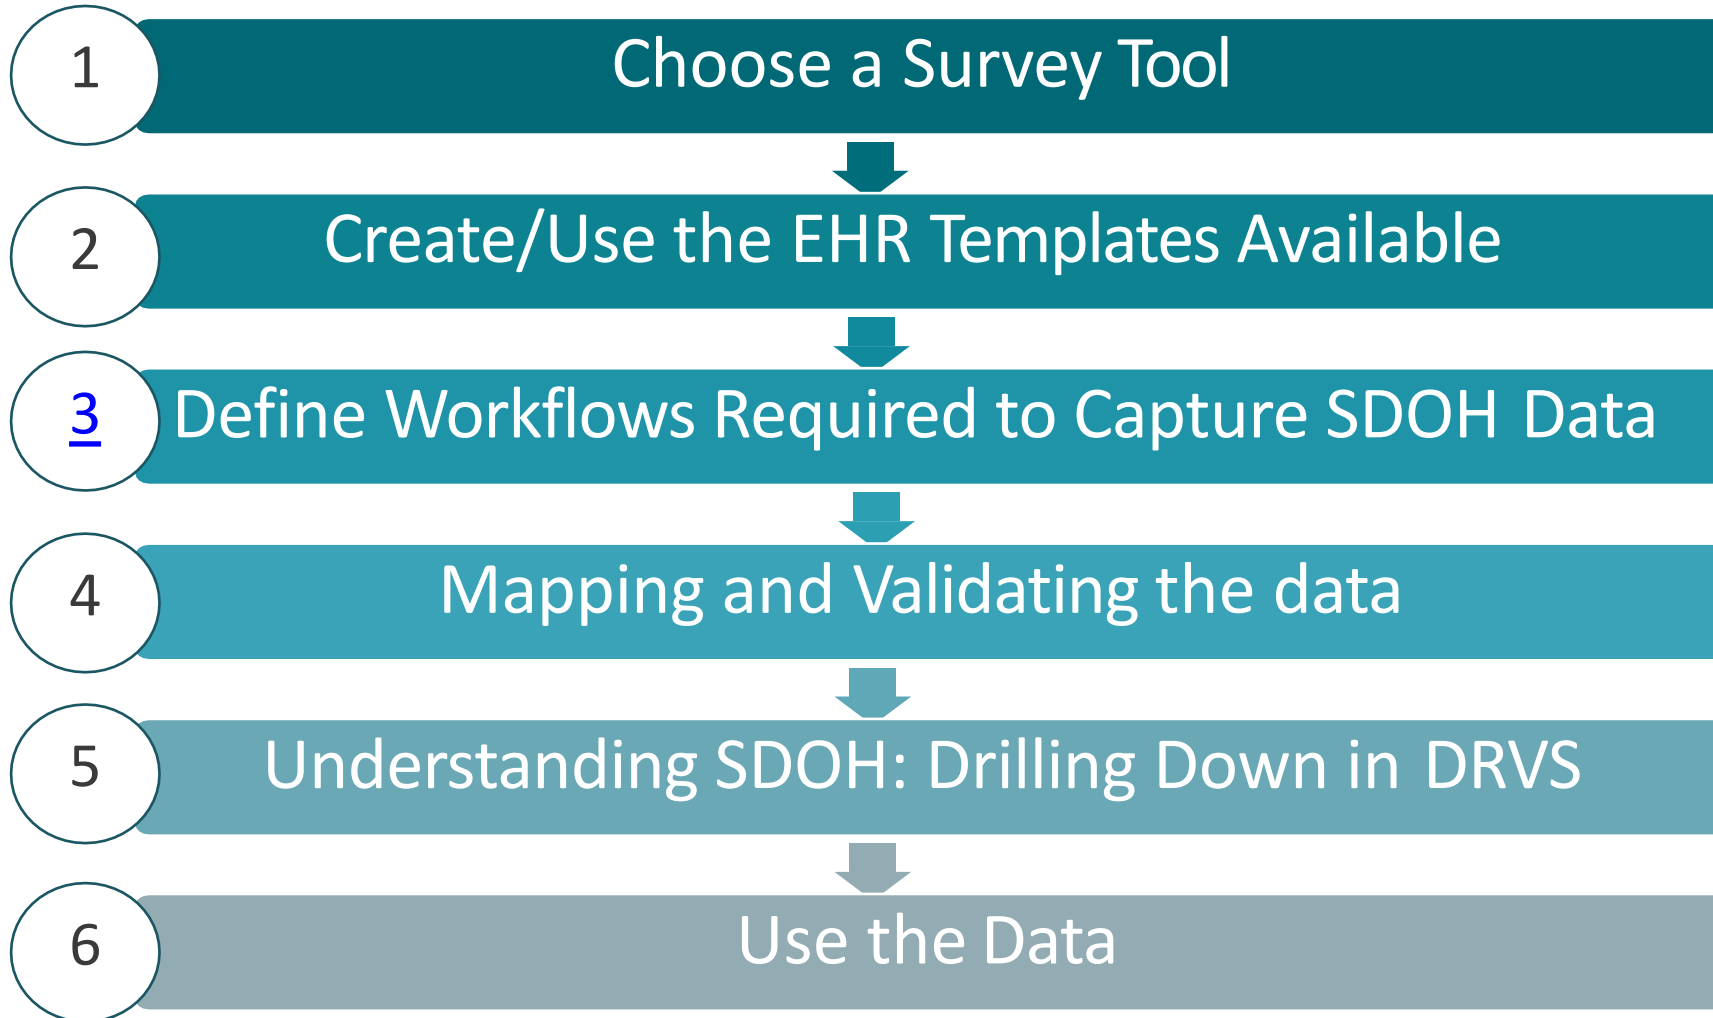 1
Choose a Survey Tool
2
Create/Use the EHR Templates Available
3
Define Workflows Required to Capture SDOH Data
4
Mapping and Validating the data
5
Understanding SDOH: Drilling Down in DRVS
6
Use the Data